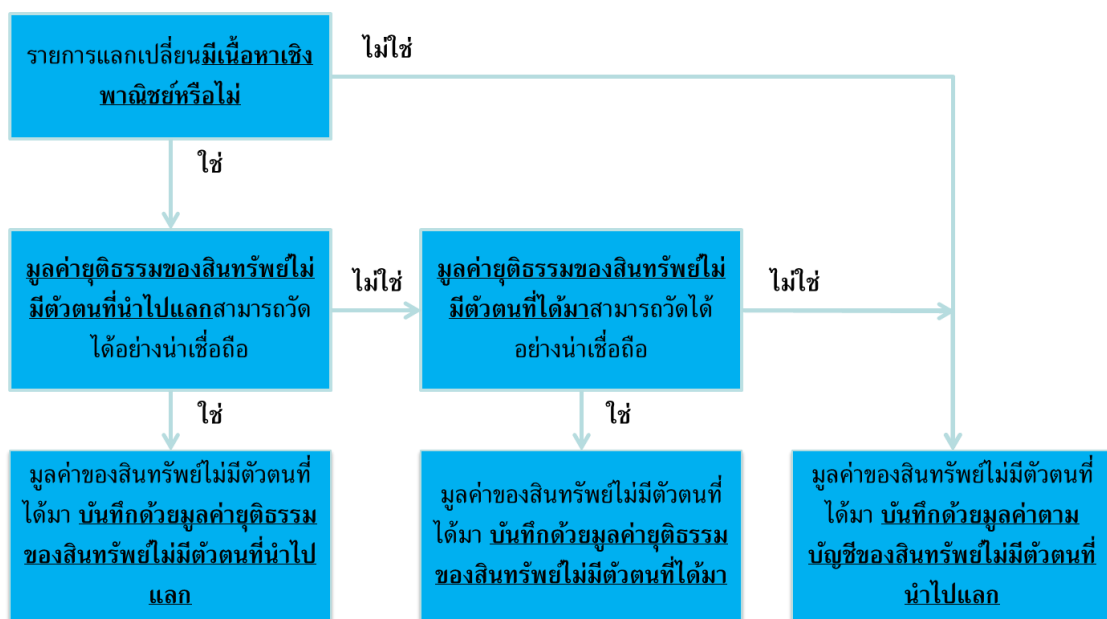 รายการแลกเปลี่ยนมีเนื้อหาเชิง
พาณิชย์หรือไม่
ไม่ใช่
ใช่
มูลค่ายุติธรรมของสินทรัพย์ไม่
มีตัวตนที่นำไปแลกสามารถวัด
ได้อย่างน่าเชื่อถือ
ไม่ใช่
มูลค่ายุติธรรมของสินทรัพย์ไม่
มีตัวตนที่ได้มาสามารถวัดได้
อย่างน่าเชื่อถือ
ไม่ใช่
ใช่
ใช่
มูลค่าของสินทรัพย์ไม่มีตัวตนที่
ได้มา บันทึกด้วยมูลค่ายุติธรรม
ของสินทรัพย์ไม่มีตัวตนที่นำไป
แลก
มูลค่าของสินทรัพย์ไม่มีตัวตนที่
ได้มา บันทึกด้วยมูลค่ายุติธรรม
ของสินทรัพย์ไม่มีตัวตนที่ได้มา
มูลค่าของสินทรัพย์ไม่มีตัวตนที่
ได้มา บันทึกด้วยมูลค่าตาม
บัญชีของสินทรัพย์ไม่มีตัวตนที่
นำไปแลก